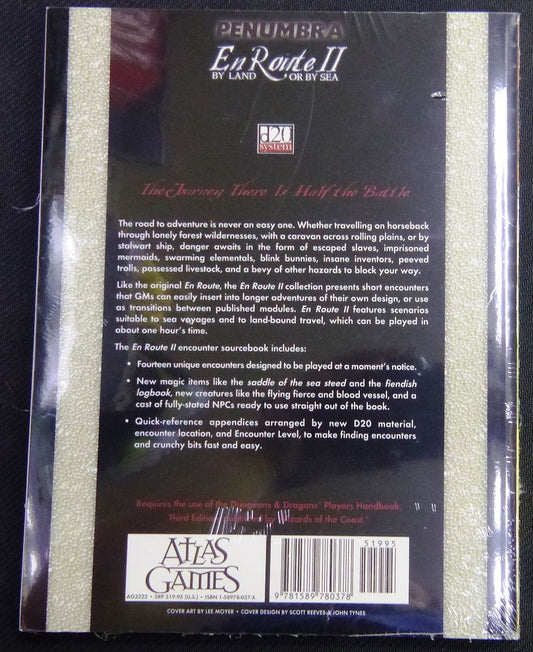 PENUMBRA
En Route II
BY LAND OR BY SEA
d20
system
The Journey There Is Half the Battle
The road to adventure is never an easy one. Whether travelling on horseback
through lonely forest wildernesses, with a caravan across rolling plains, or by
stalwart ship, danger awaits in the form of escaped slaves, imprisoned
mermaids, swarming elementals, blink bunnies, insane inventors, peeved
trolls, possessed livestock, and a bevy of other hazards to block your way.
Like the original En Route, the En Route II collection presents short encounters
that GMs can easily insert into longer adventures of their own design, or use
as transitions between published modules. En Route II features scenarios
suitable to sea voyages and to land-bound travel, which can be played in
about one hour's time.
The En Route II encounter sourcebook includes:
• Fourteen unique encounters designed to be played at a moment's notice.
• New magic items like the saddle of the sea steed and the fiendish
logbook, new creatures like the flying fierce and blood vessel, and a
cast of fully-stated NPCs ready to use straight out of the book.
• Quick-reference appendices arranged by new D20 material,
encounter location, and Encounter Level, to make finding encounters
and crunchy bits fast and easy.
Requires the use of the Dungeons & Dragons® Players Handbook,
Third Edition, by Wizards of the Coast.®
ATLAS
GAMES
51995
9 781589 780378
AG3222 • SRP $19.95 (U.S.) • ISBN 1-58978-037-X
COVER ART BY LEE MOYER • COVER DESIGN BY SCOTT REEVES & JOHN TYNES